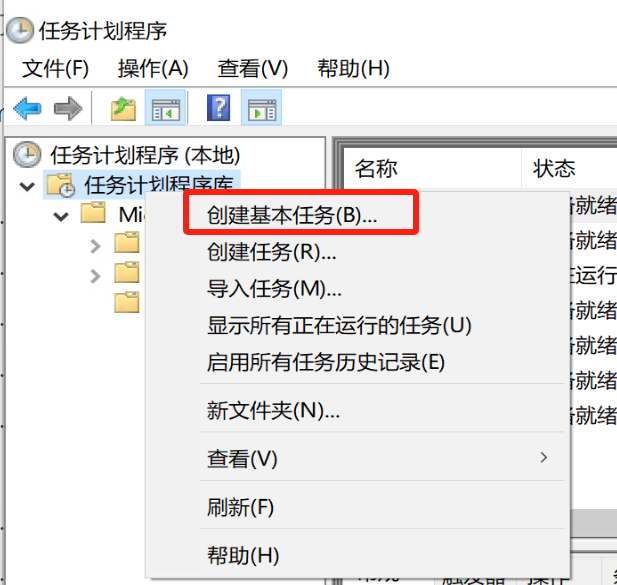 任务计划程序
文件(F) 操作(A) 查看(V) 帮助(H)
任务计划程序 (本地)
名称 状态
任务计划程序库
创建基本任务(B)...
创建任务(R)...
导入任务(M)...
显示所有正在运行的任务(U)
启用所有任务历史记录(E)
新文件夹(N)...
查看(V)
刷新(F)
帮助(H)
就绪
就绪
正在运行
就绪
就绪
就绪
就绪